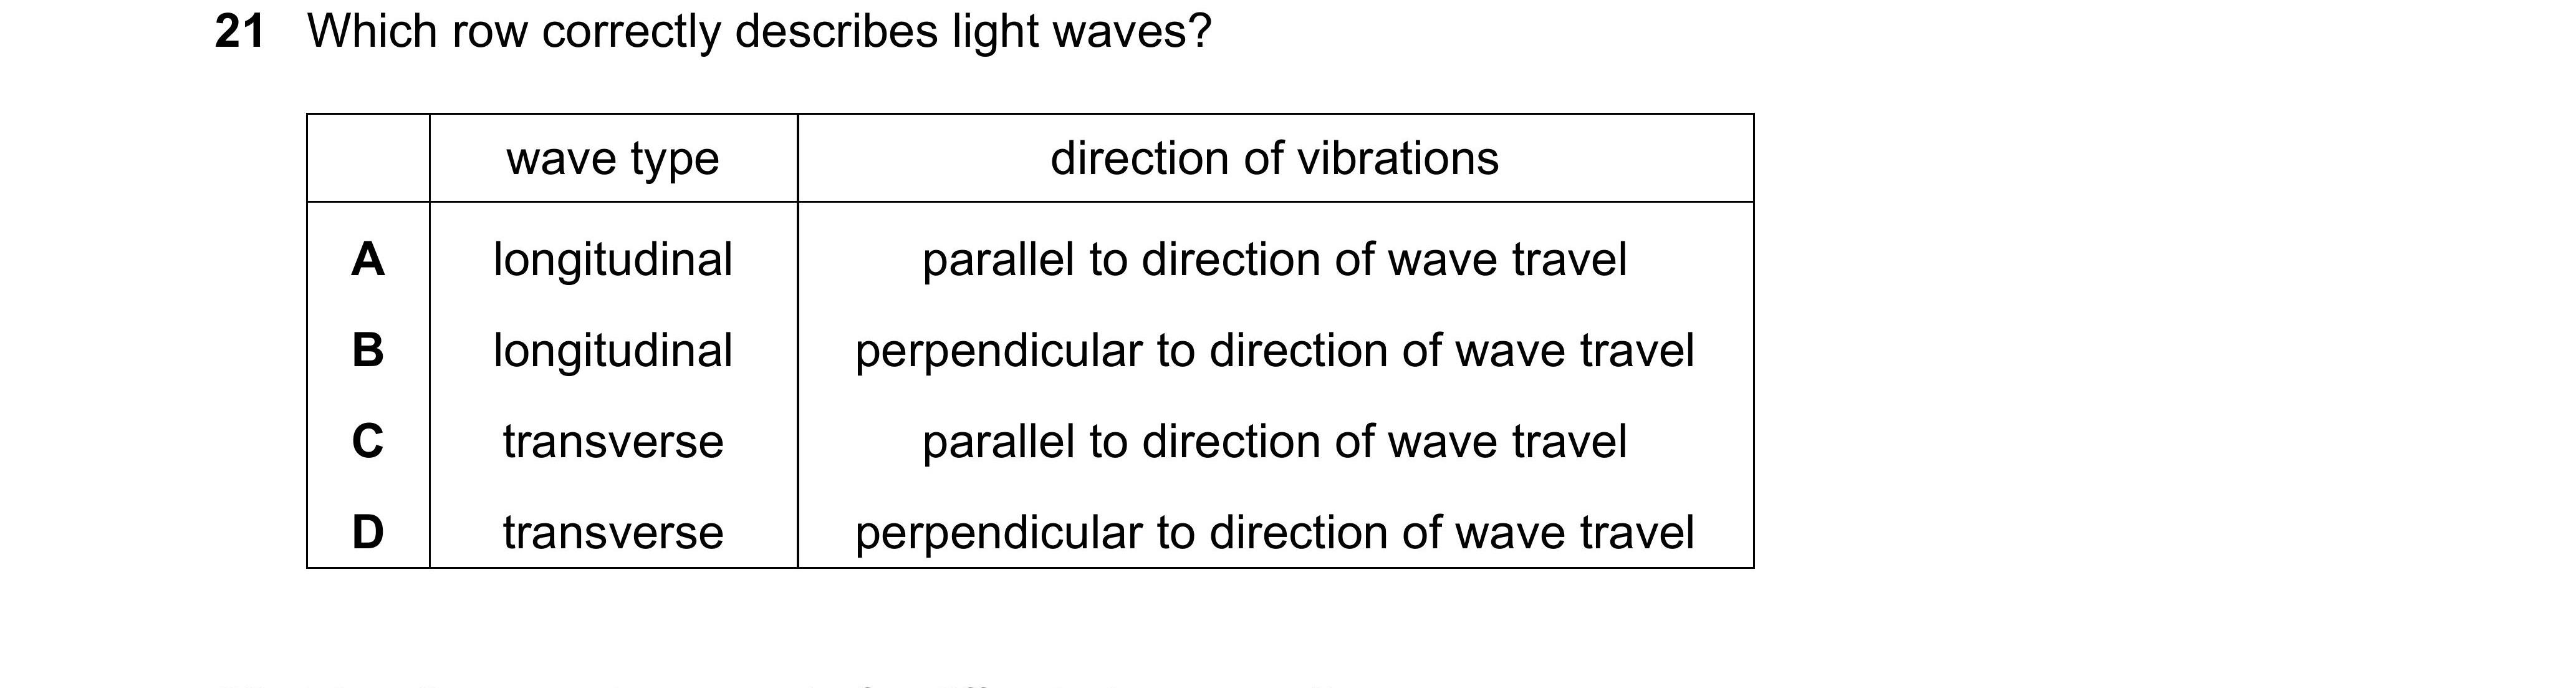 21 Which row correctly describes light waves?
wave type direction of vibrations
A longitudinal parallel to direction of wave travel
B longitudinal perpendicular to direction of wave travel
C transverse parallel to direction of wave travel
D transverse perpendicular to direction of wave travel